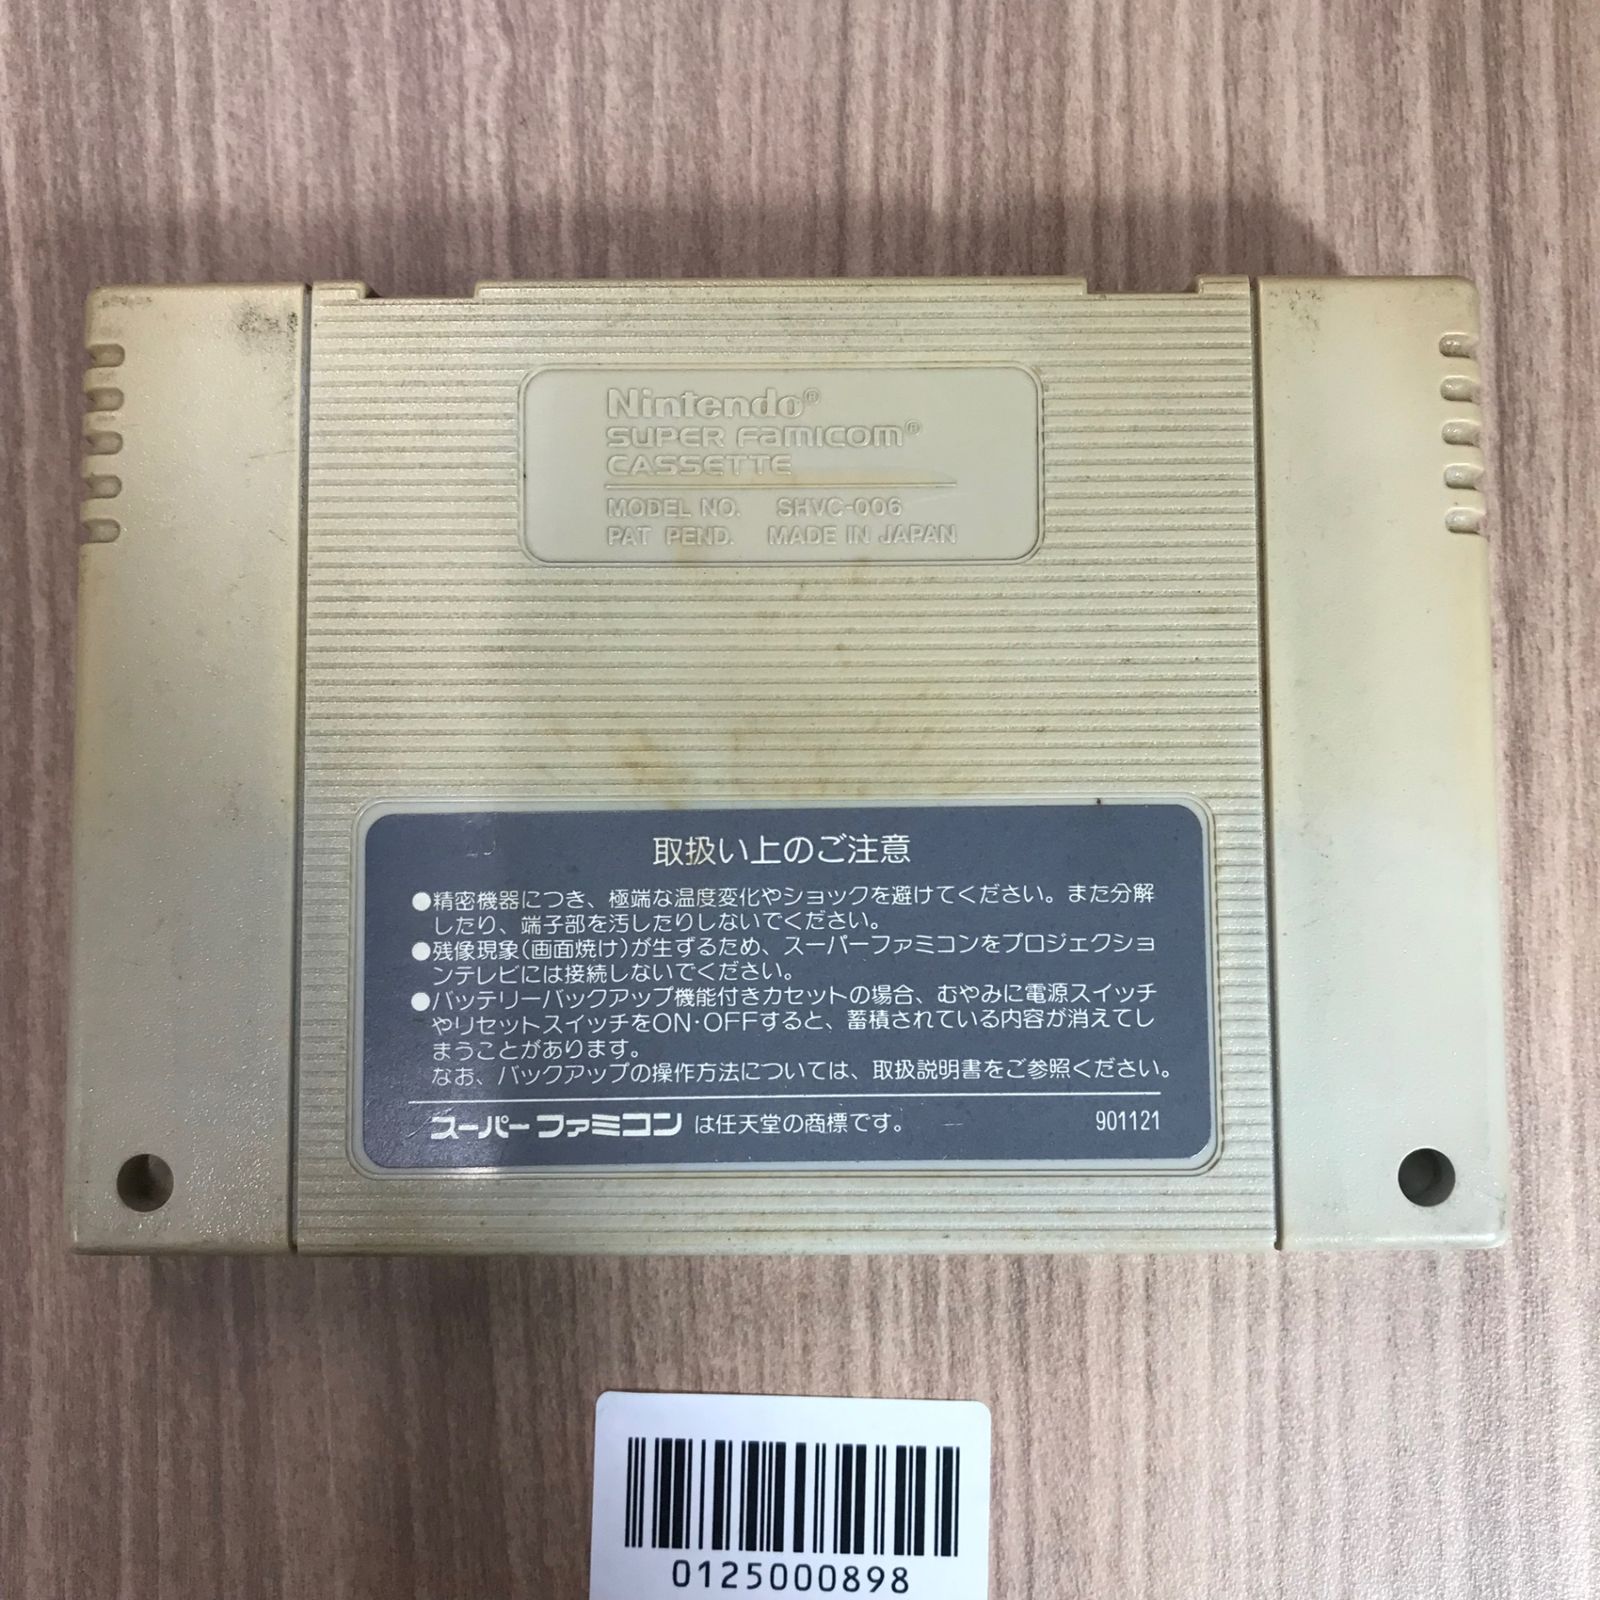 Nintendo®
SUPER FAMICOM®
CASSETTE
MODEL NO. SHVC-006
PAT PEND. MADE IN JAPAN
取扱い上のご注意
●精密機器につき、極端な温度変化やショックを避けてください。また分解
したり、端子部を汚したりしないでください。
●残像現象(画面焼け)が生ずるため、スーパーファミコンをプロジェクショ
ンテレビには接続しないでください。
●バッテリーバックアップ機能付きカセットの場合、むやみに電源スイッチ
やリセットスイッチをON・OFFすると、蓄積されている内容が消えてし
まうことがあります。
なお、バックアップの操作方法については、取扱説明書をご参照ください。
スーパーファミコン は任天堂の商標です。 901121
0125000898